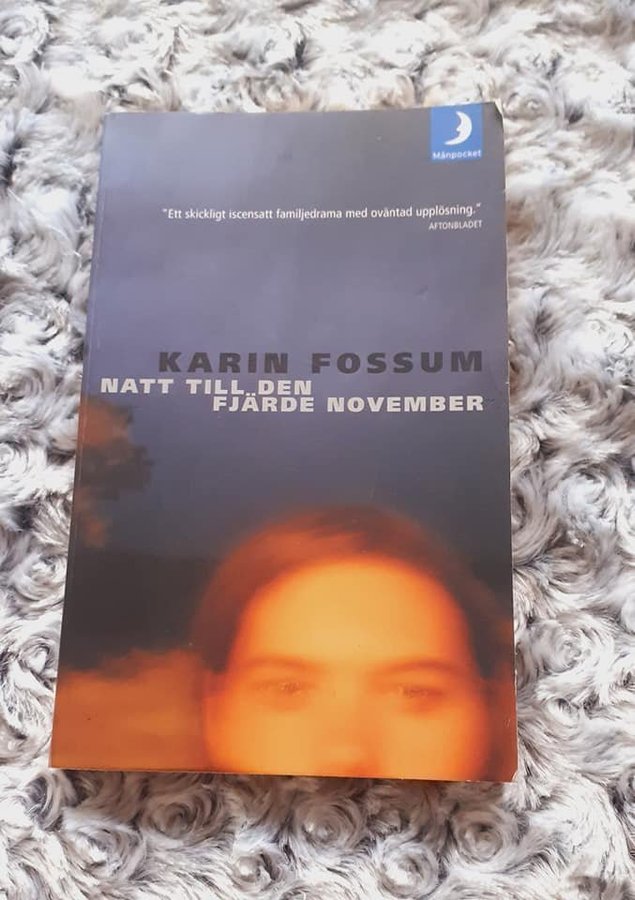 Månpocket
"Ett skickligt iscensatt familjedrama med oväntad upplösning."
AFTONBLADET
KARIN FOSSUM
NATT TILL DEN
FJÄRDE NOVEMBER